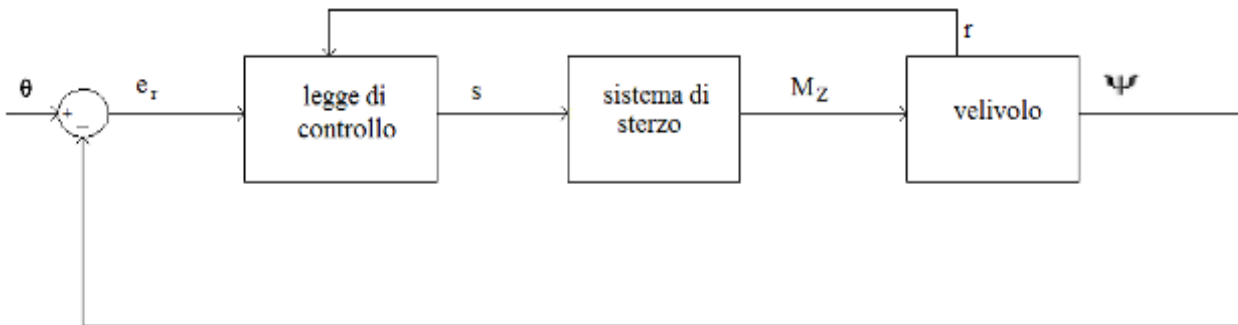 r
θ
+
−
e_r
legge di
controllo
s
sistema di
sterzo
M_Z
velivolo
Ψ